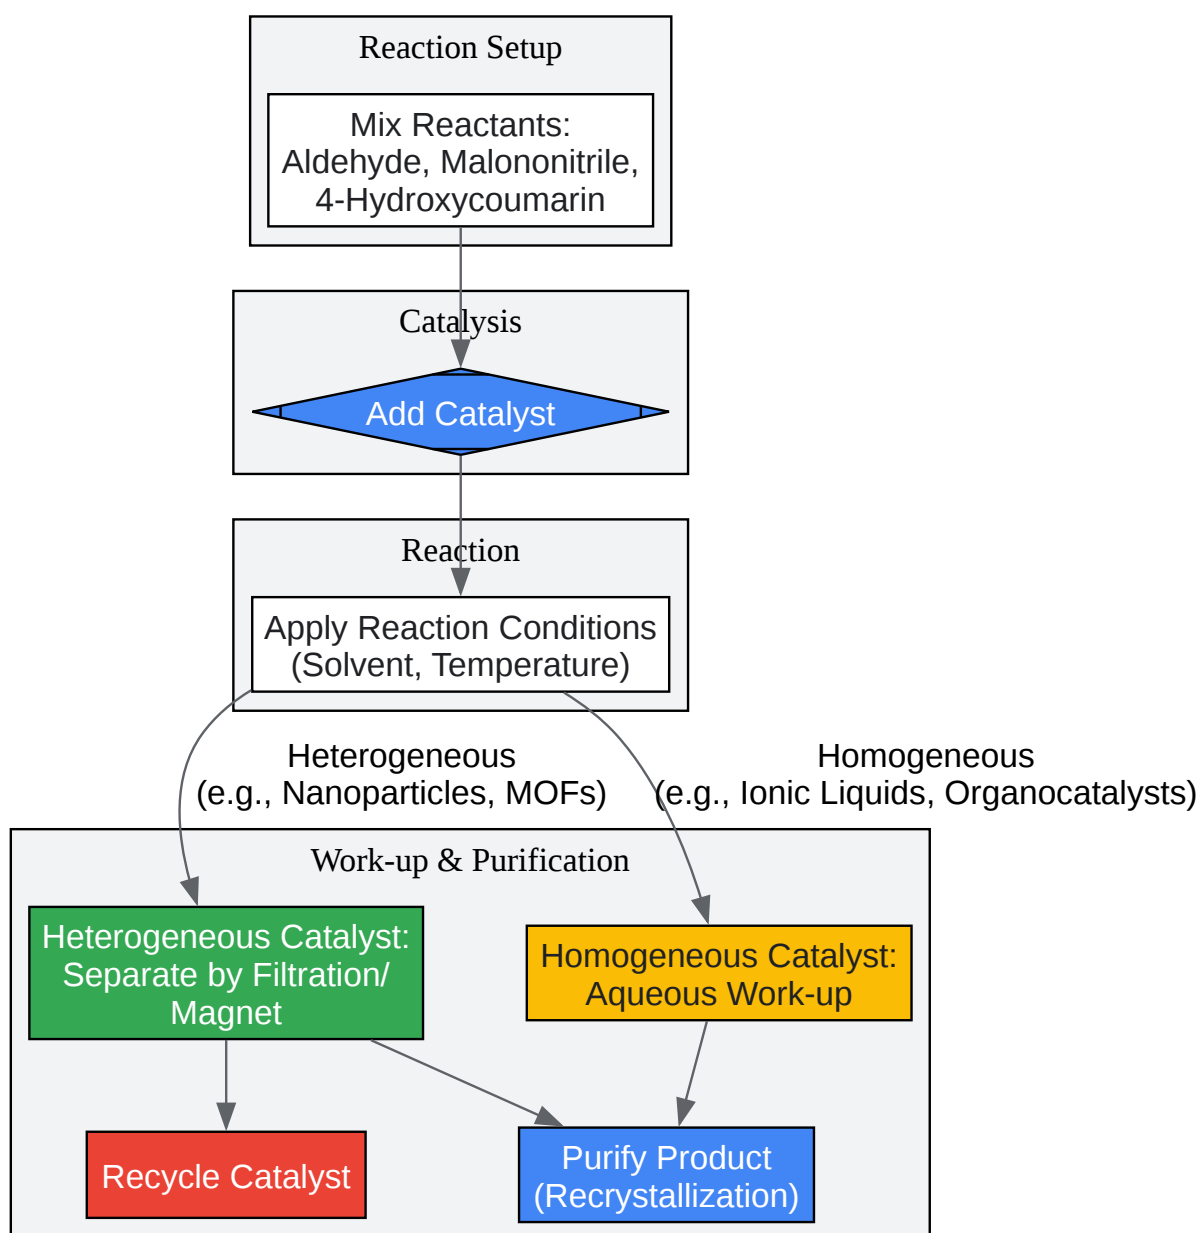 Reaction Setup
Mix Reactants:
Aldehyde, Malononitrile,
4-Hydroxycoumarin
Catalysis
Add Catalyst
Reaction
Apply Reaction Conditions
(Solvent, Temperature)
Heterogeneous
(e.g., Nanoparticles, MOFs)
Homogeneous
(e.g., Ionic Liquids, Organocatalysts)
Work-up & Purification
Heterogeneous Catalyst:
Separate by Filtration/
Magnet
Homogeneous Catalyst:
Aqueous Work-up
Recycle Catalyst
Purify Product
(Recrystallization)